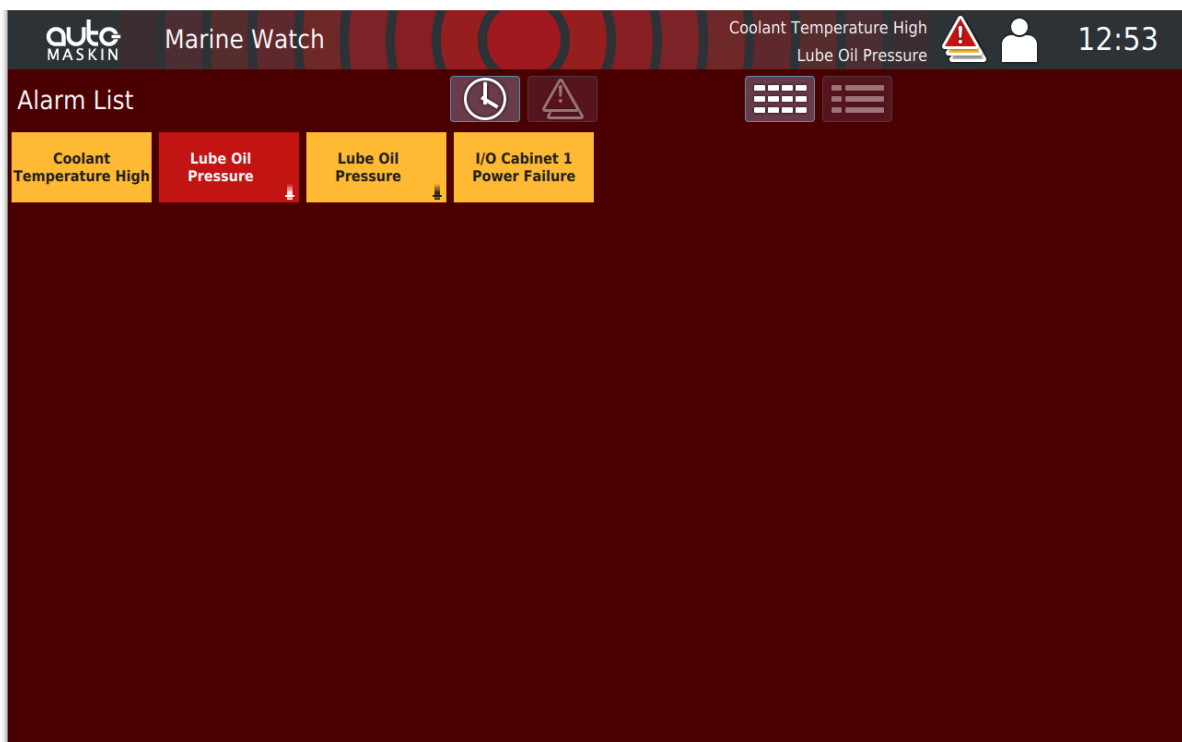 auto
MASKIN
Marine Watch
Coolant Temperature High
Lube Oil Pressure
12:53
Alarm List
Coolant
Temperature High
Lube Oil
Pressure
Lube Oil
Pressure
I/O Cabinet 1
Power Failure